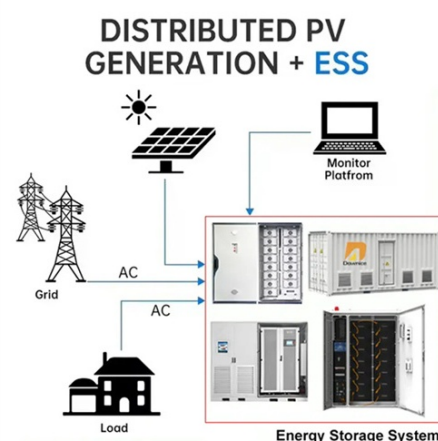 DISTRIBUTED PV
GENERATION + ESS
Monitor
Platfrom
AC
Grid
AC
Load
Energy Storage System